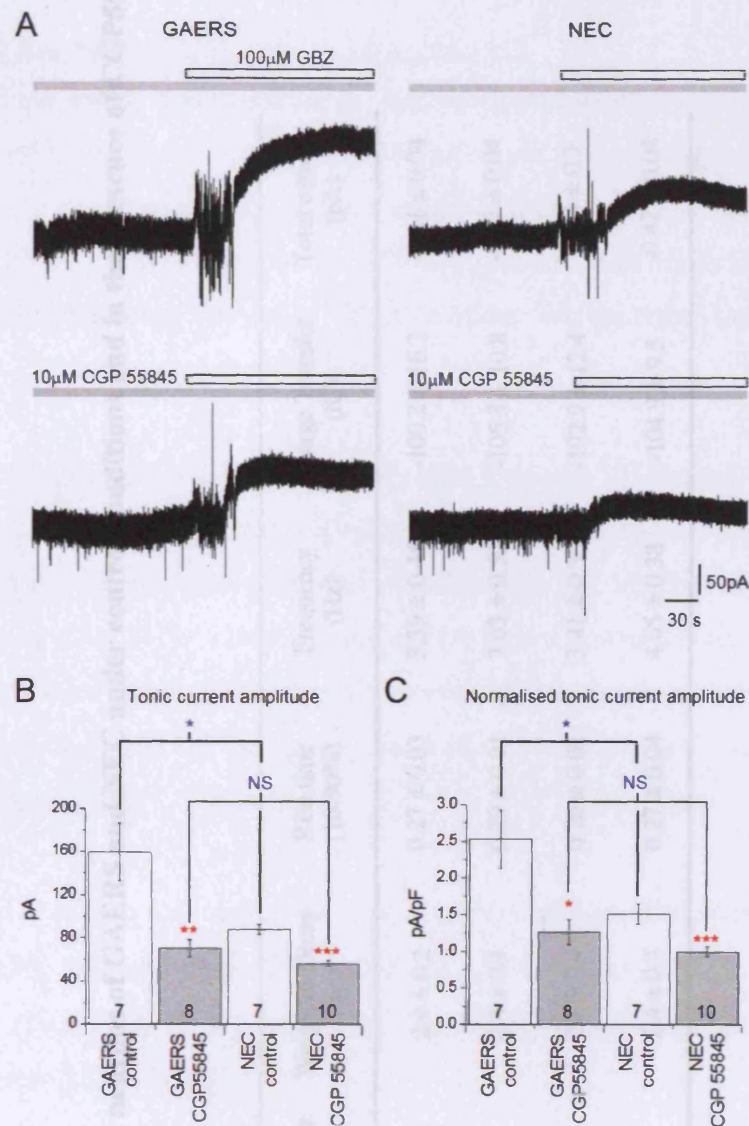 A
GAERS
NEC
100µM GBZ
10µM CGP 55845
10µM CGP 55845
50pA
30 s
B
Tonic current amplitude
*
NS
200
160
120
80
40
0
pA
**
***
7
8
7
10
GAERS
control
GAERS
CGP55845
NEC
control
NEC
CGP 55845
C
Normalised tonic current amplitude
*
NS
3.0
2.5
2.0
1.5
1.0
0.5
0.0
pA/pF
*
***
7
8
7
10
GAERS
control
GAERS
CGP55845
NEC
control
NEC
CGP 55845